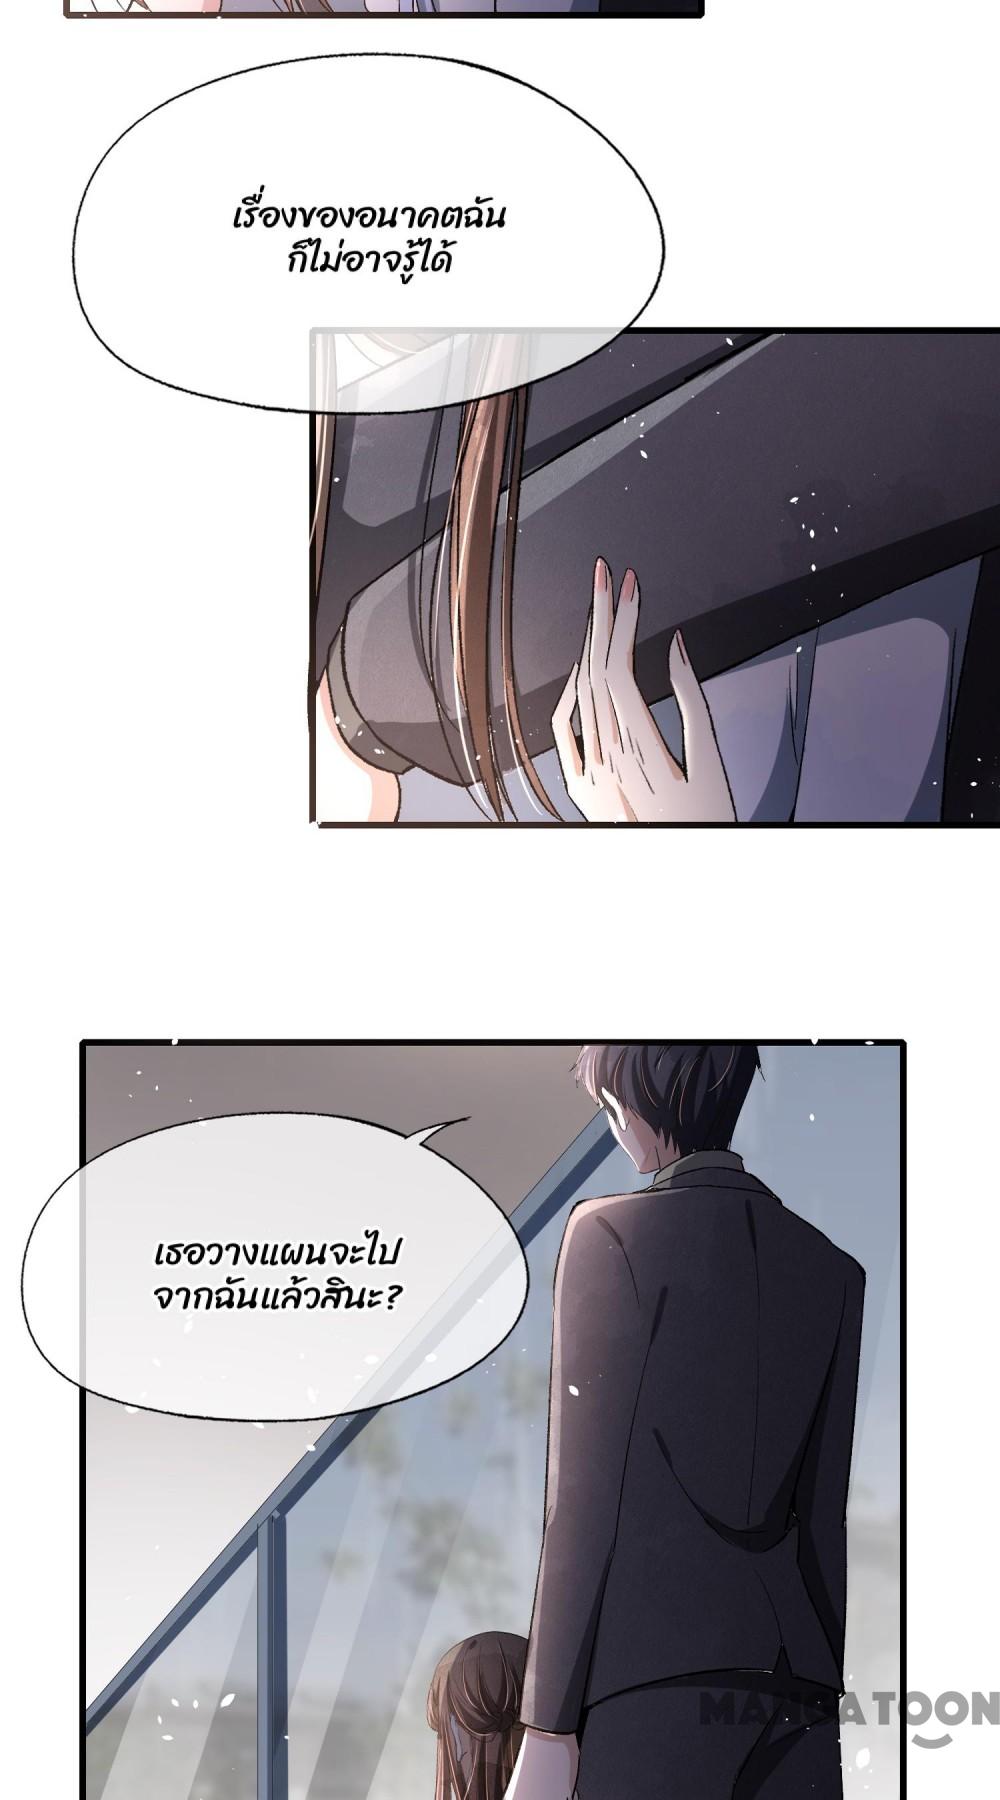 เรื่องของอนาคตฉัน
ก็ไม่อาจรู้ได้
เธอวางแผนจะไป
จากฉันแล้วสินะ?
MANGATOON